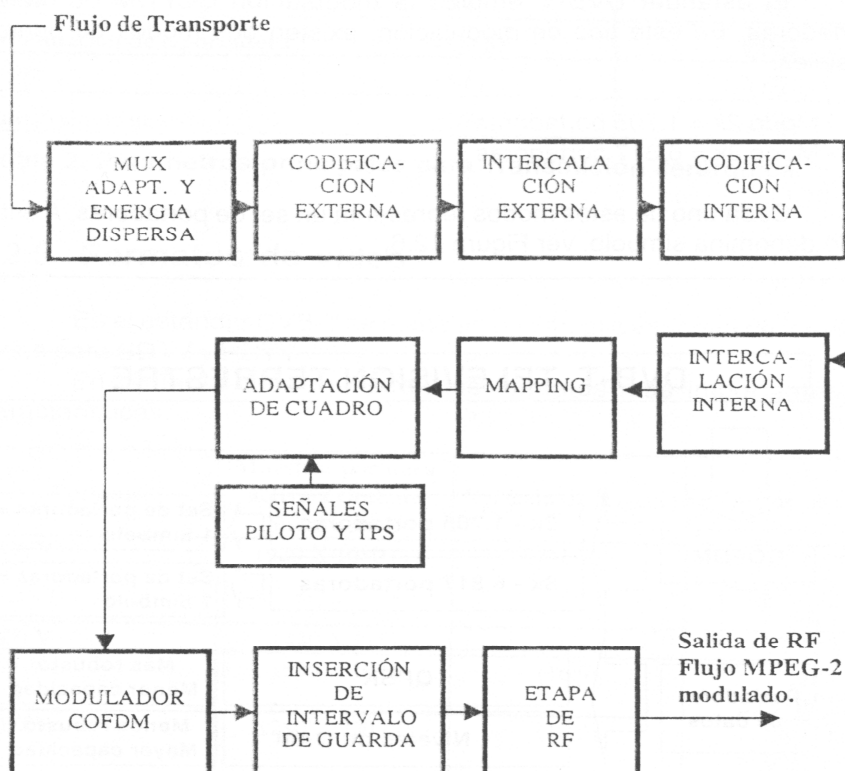 Flujo de Transporte
MUX
ADAPT. Y
ENERGIA
DISPERSA
CODIFICA-
CION
EXTERNA
INTERCALA
CIÓN
EXTERNA
CODIFICA-
CION
INTERNA
INTERCA-
LACIÓN
INTERNA
MAPPING
ADAPTACIÓN
DE CUADRO
SEÑALES
PILOTO Y TPS
MODULADOR
COFDM
INSERCIÓN
DE
INTERVALO
DE GUARDA
ETAPA
DE
RF
Salida de RF
Flujo MPEG-2
modulado.